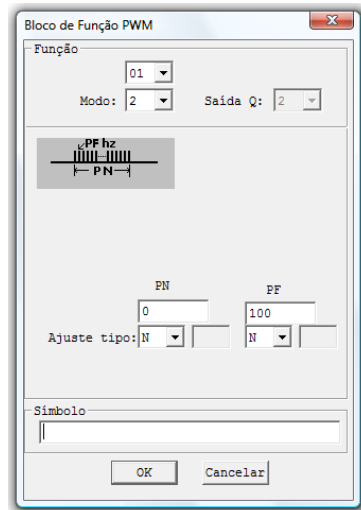 Bloco de Função PWM
Função
01
Modo: 2 Saída Q: 2
PF hz
PN
PN PF
0 100
Ajuste tipo: N N
Símbolo
OK Cancelar